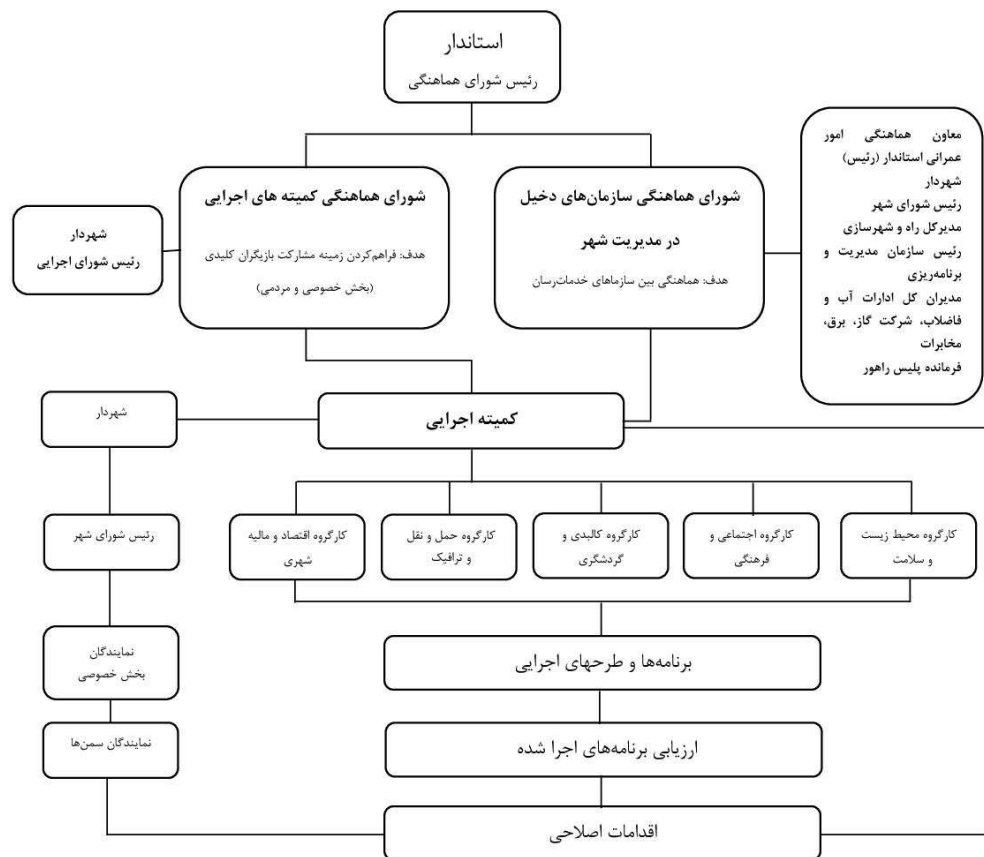 استاندار
رئیس شورای هماهنگی
معاون هماهنگی امور
عمرانی استاندار (رئیس)
شهردار
رئیس شورای شهر
مدیرکل راه و شهرسازی
رئیس سازمان مدیریت و
برنامه‌ریزی
مدیران کل ادارات آب و
فاضلاب، شرکت گاز، برق،
مخابرات
فرمانده پلیس راهور
شورای هماهنگی سازمان‌های دخیل
در مدیریت شهر
هدف: هماهنگی بین سازماهای خدمات‌رسان
شورای هماهنگی کمیته های اجرایی
هدف: فراهم‌کردن زمینه مشارکت بازیگران کلیدی
(بخش خصوصی و مردمی)
شهردار
رئیس شورای اجرایی
کمیته اجرایی
شهردار
کارگروه محیط زیست
و سلامت
کارگروه اجتماعی و
فرهنگی
کارگروه کالبدی و
گردشگری
کارگروه حمل و نقل
و ترافیک
کارگروه اقتصاد و مالیه
شهری
رئیس شورای شهر
نمایندگان
بخش خصوصی
نمایندگان سمن‌ها
برنامه‌ها و طرحهای اجرایی
ارزیابی برنامه‌های اجرا شده
اقدامات اصلاحی